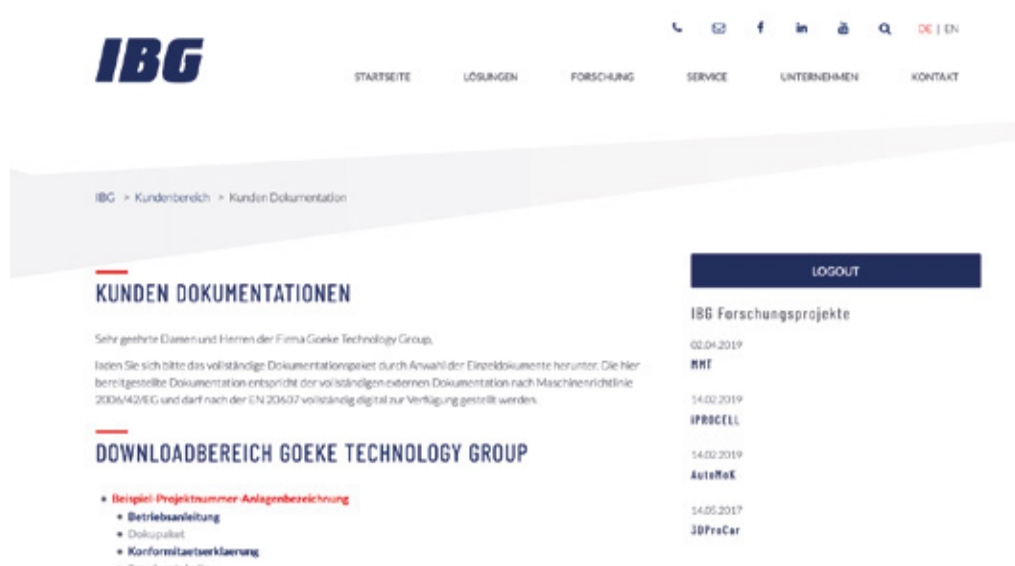 IBG
DE | EN
STARTSEITE LÖSUNGEN FORSCHUNG SERVICE UNTERNEHMEN KONTAKT
IBG > Kundenbereich > Kunden Dokumentation
KUNDEN DOKUMENTATIONEN
Sehr geehrte Damen und Herren der Firma Goeke Technology Group,
laden Sie sich bitte das vollständige Dokumentationspaket durch Anwahl der Einzeldokumente herunter. Die hier
bereitgestellte Dokumentation entspricht der vollständigen externen Dokumentation nach Maschinenrichtlinie
2006/42/EG und darf nach der EN 20607 vollständig digital zur Verfügung gestellt werden.
DOWNLOADBEREICH GOEKE TECHNOLOGY GROUP
• Beispiel-Projektnummer-Anlagenbezeichnung
• Betriebsanleitung
• Dokupaket
• Konformitaetserklaerung
LOGOUT
IBG Forschungsprojekte
02.04.2019
MMT
14.02.2019
iPROCELL
14.02.2019
AutoMoK
14.05.2017
3DProCar